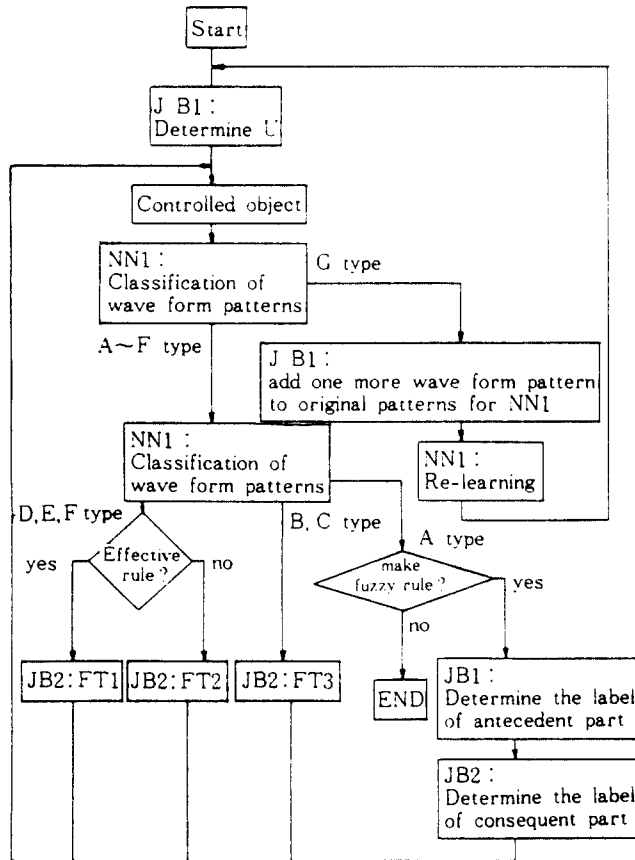 Start
J B1:
Determine U
Controlled object
NN1:
Classification of
wave form patterns
G type
A~F type
J B1:
add one more wave form pattern
to original patterns for NN1
NN1:
Re-learning
NN1:
Classification of
wave form patterns
D, E, F type
B, C type
A type
Effective
rule?
yes
no
make
fuzzy rule?
yes
no
JB2:FT1
JB2:FT2
JB2:FT3
END
JB1:
Determine the label
of antecedent part
JB2:
Determine the label
of consequent part